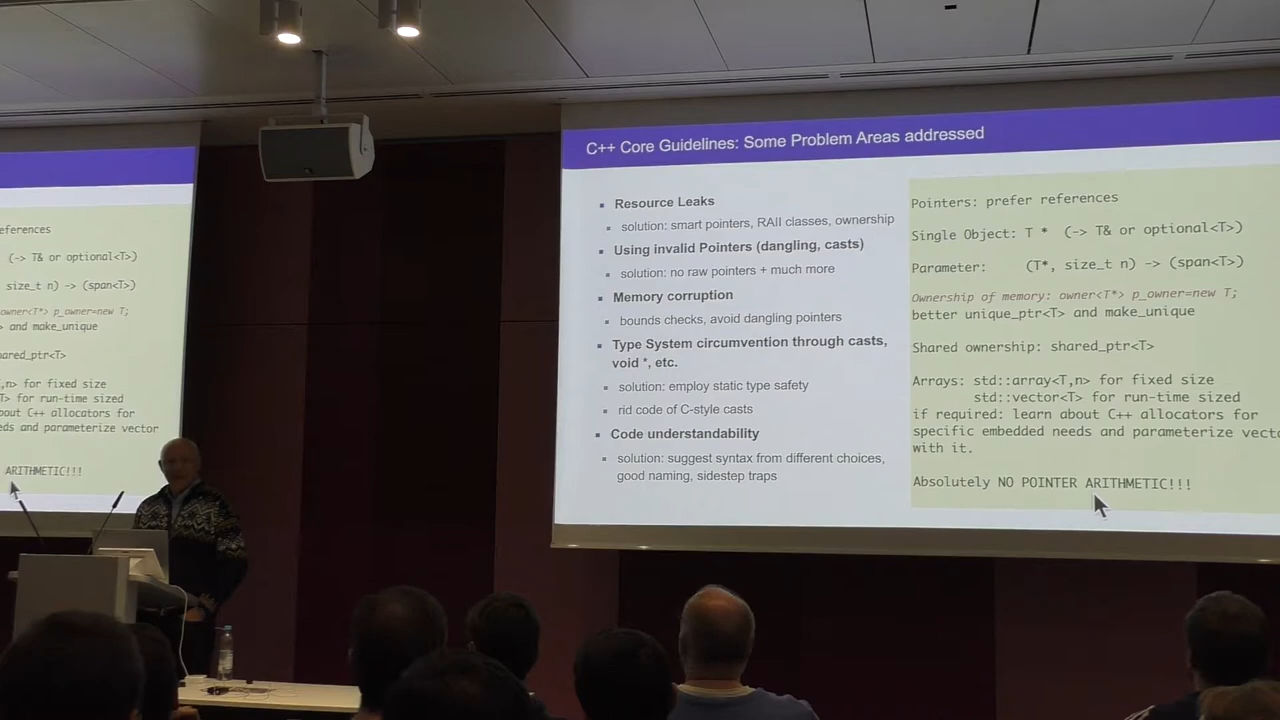 eferences
(-> T& or optional<T>)
size_t n) -> (span<T>)
owner<T*> p_owner=new T;
> and make_unique
ared_ptr<T>
T,n> for fixed size
T> for run-time sized
out C++ allocators for
eds and parameterize vector
ARITHMETIC!!!
C++ Core Guidelines: Some Problem Areas addressed
Resource Leaks
solution: smart pointers, RAII classes, ownership
Using invalid Pointers (dangling, casts)
solution: no raw pointers + much more
Memory corruption
bounds checks, avoid dangling pointers
Type System circumvention through casts,
void *, etc.
solution: employ static type safety
rid code of C-style casts
Code understandability
solution: suggest syntax from different choices,
good naming, sidestep traps
Pointers: prefer references
Single Object: T * (-> T& or optional<T>)
Parameter: (T*, size_t n) -> (span<T>)
Ownership of memory: owner<T*> p_owner=new T;
better unique_ptr<T> and make_unique
Shared ownership: shared_ptr<T>
Arrays: std::array<T,n> for fixed size
std::vector<T> for run-time sized
if required: learn about C++ allocators for
specific embedded needs and parameterize vecto
with it.
Absolutely NO POINTER ARITHMETIC!!!